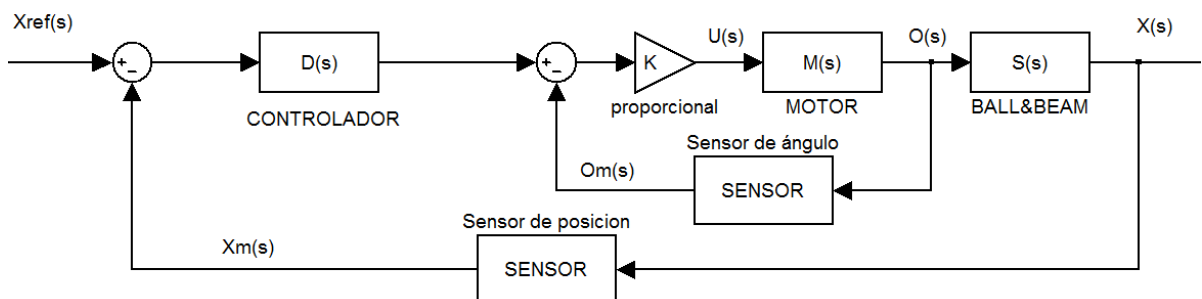 Xref(s)
+
-
D(s)
CONTROLADOR
+
-
K
proporcional
U(s)
M(s)
MOTOR
O(s)
S(s)
BALL&BEAM
X(s)
Sensor de ángulo
SENSOR
Om(s)
Sensor de posicion
SENSOR
Xm(s)